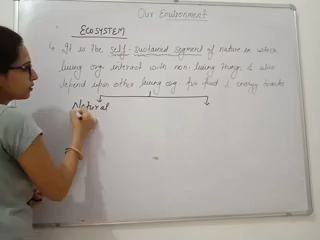 Our Environment
ECOSYSTEM
It is the self-sustained segment of nature in which
living org. interact with non-living things & also
depend upon other living org. for food & energy transfer
Natural